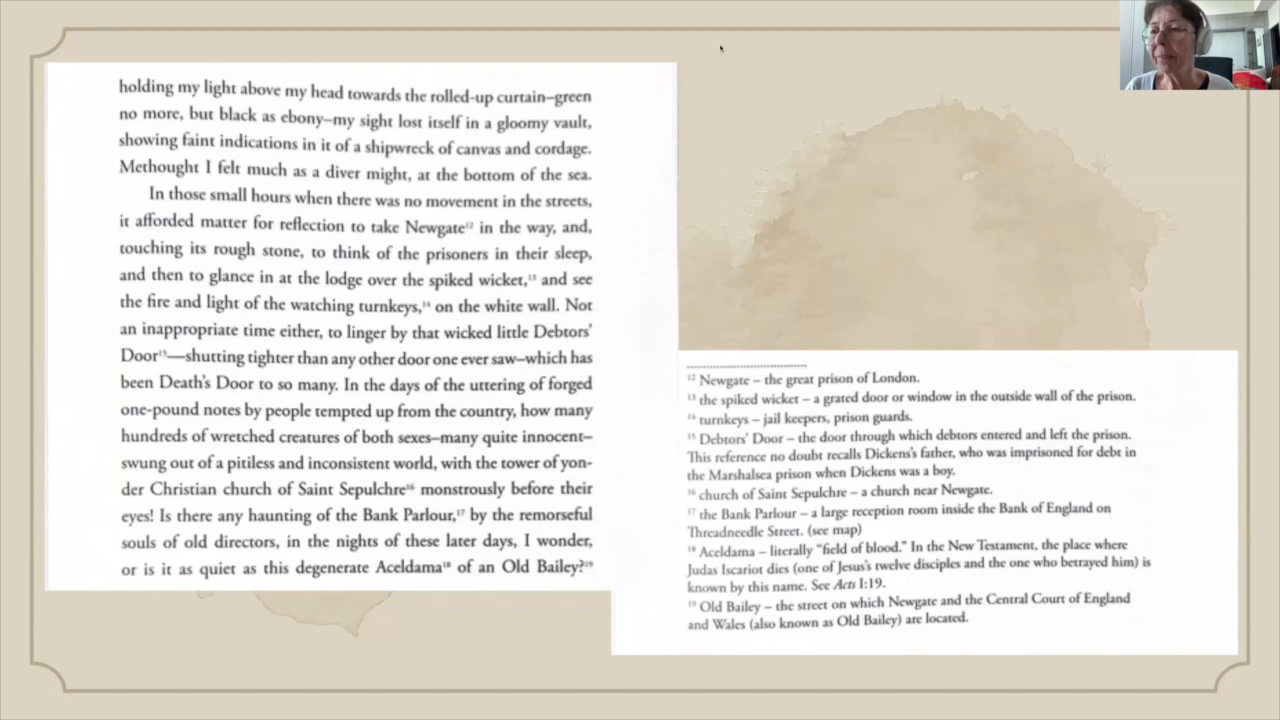 holding my light above my head towards the rolled-up curtain–green
no more, but black as ebony–my sight lost itself in a gloomy vault,
showing faint indications in it of a shipwreck of canvas and cordage.
Methought I felt much as a diver might, at the bottom of the sea.
In those small hours when there was no movement in the streets,
it afforded matter for reflection to take Newgate¹² in the way, and,
touching its rough stone, to think of the prisoners in their sleep,
and then to glance in at the lodge over the spiked wicket,¹³ and see
the fire and light of the watching turnkeys,¹⁴ on the white wall. Not
an inappropriate time either, to linger by that wicked little Debtors'
Door¹⁵—shutting tighter than any other door one ever saw–which has
been Death's Door to so many. In the days of the uttering of forged
one-pound notes by people tempted up from the country, how many
hundreds of wretched creatures of both sexes–many quite innocent–
swung out of a pitiless and inconsistent world, with the tower of yon-
der Christian church of Saint Sepulchre¹⁶ monstrously before their
eyes! Is there any haunting of the Bank Parlour,¹⁷ by the remorseful
souls of old directors, in the nights of these later days, I wonder,
or is it as quiet as this degenerate Aceldama¹⁸ of an Old Bailey?¹⁹
¹² Newgate – the great prison of London.
¹³ the spiked wicket – a grated door or window in the outside wall of the prison.
¹⁴ turnkeys – jail keepers, prison guards.
¹⁵ Debtors' Door – the door through which debtors entered and left the prison.
This reference no doubt recalls Dickens's father, who was imprisoned for debt in
the Marshalsea prison when Dickens was a boy.
¹⁶ church of Saint Sepulchre – a church near Newgate.
¹⁷ the Bank Parlour – a large reception room inside the Bank of England on
Threadneedle Street. (see map)
¹⁸ Aceldama – literally "field of blood." In the New Testament, the place where
Judas Iscariot dies (one of Jesus's twelve disciples and the one who betrayed him) is
known by this name. See Acts 1:19.
¹⁹ Old Bailey – the street on which Newgate and the Central Court of England
and Wales (also known as Old Bailey) are located.